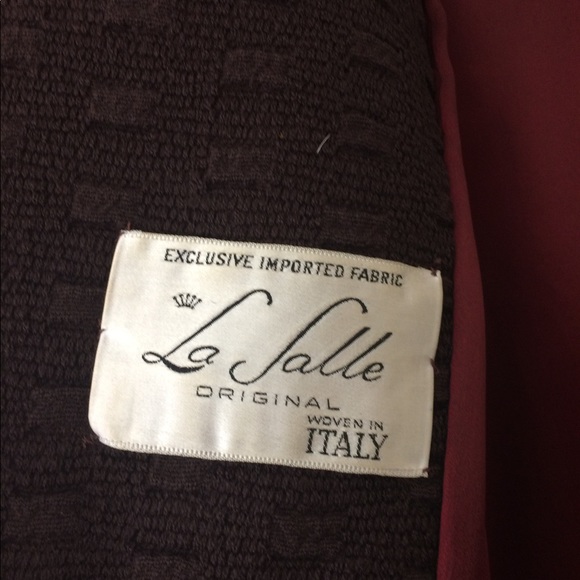 EXCLUSIVE IMPORTED FABRIC
La Salle
ORIGINAL
WOVEN IN
ITALY